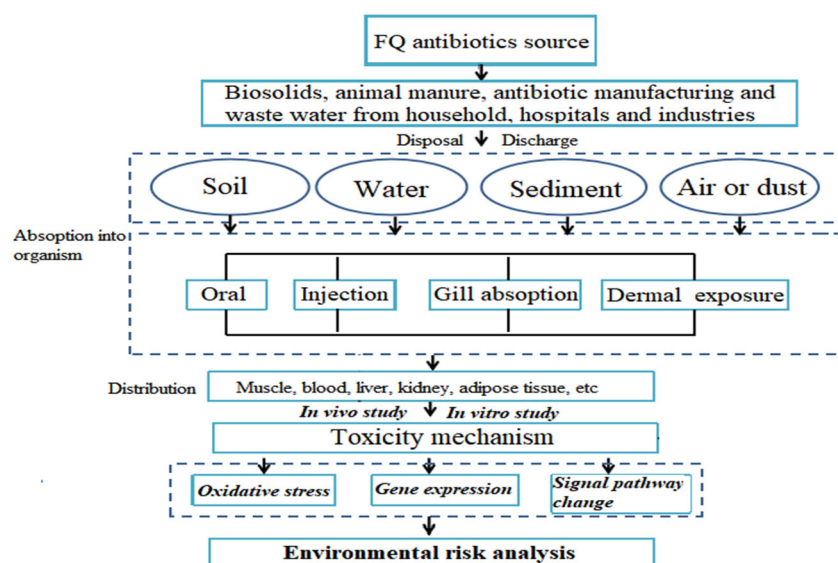 FQ antibiotics source
Biosolids, animal manure, antibiotic manufacturing and
waste water from household, hospitals and industries
Disposal Discharge
Soil Water Sediment Air or dust
Absoption into
organism
Oral Injection Gill absoption Dermal exposure
Distribution Muscle, blood, liver, kidney, adipose tissue, etc
In vivo study In vitro study
Toxicity mechanism
Oxidative stress Gene expression Signal pathway
change
Environmental risk analysis